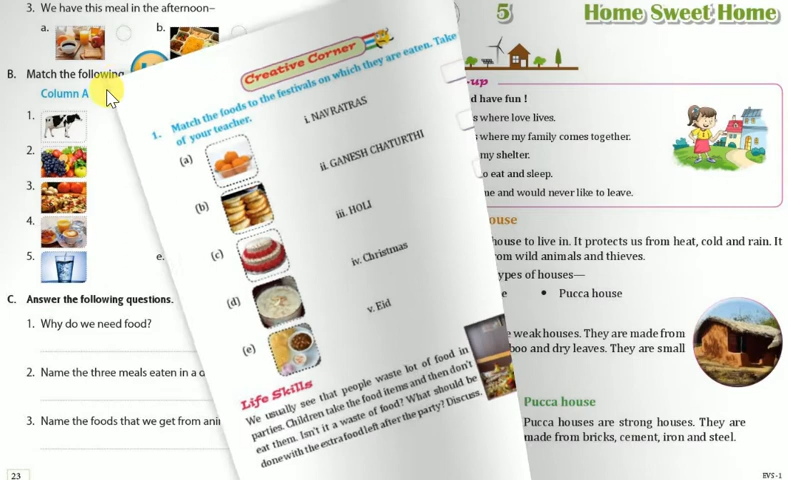 3. We have this meal in the afternoon–
a.
b.
B. Match the following
Column A
1.
2.
3.
4.
5.
e.
C. Answer the following questions.
1. Why do we need food?
2. Name the three meals eaten in a
3. Name the foods that we get from ani
23
Creative Corner
1. Match the foods to the festivals on which they are eaten. Take
of your teacher.
(a)
i. NAVRATRAS
(b)
ii. GANESH CHATURTHI
(c)
iii. HOLI
(d)
iv. Christmas
(e)
v. Eid
Life Skills
We usually see that people waste lot of food in
parties. Children take the food items and then don't
eat them. Isn't it a waste of food? What should be
done with the extra food left after the party? Discuss.
5
Home Sweet Home
-up
d have fun !
s where love lives.
where my family comes together.
my shelter.
o eat and sleep.
me and would never like to leave.
ouse
house to live in. It protects us from heat, cold and rain. It
om wild animals and thieves.
ypes of houses—
e • Pucca house
e weak houses. They are made from
boo and dry leaves. They are small
Pucca house
Pucca houses are strong houses. They are
made from bricks, cement, iron and steel.
EVS-1